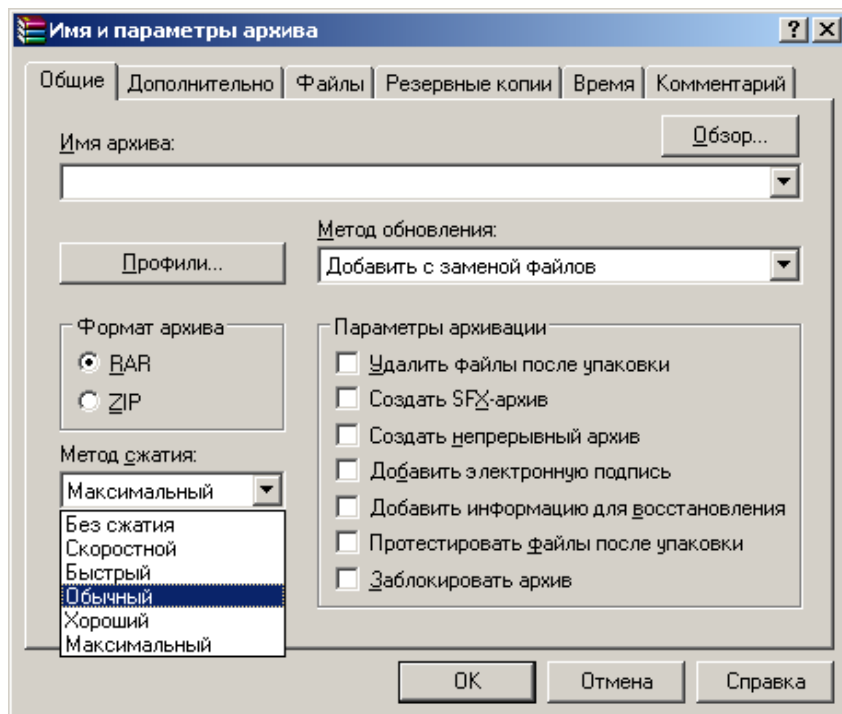 Имя и параметры архива
Общие Дополнительно Файлы Резервные копии Время Комментарий
Обзор...
Имя архива:
Метод обновления:
Профили...
Добавить с заменой файлов
Формат архива
RAR
ZIP
Метод сжатия:
Максимальный
Без сжатия
Скоростной
Быстрый
Обычный
Хороший
Максимальный
Параметры архивации
Удалить файлы после упаковки
Создать SFX-архив
Создать непрерывный архив
Добавить электронную подпись
Добавить информацию для восстановления
Протестировать файлы после упаковки
Заблокировать архив
OK Отмена Справка